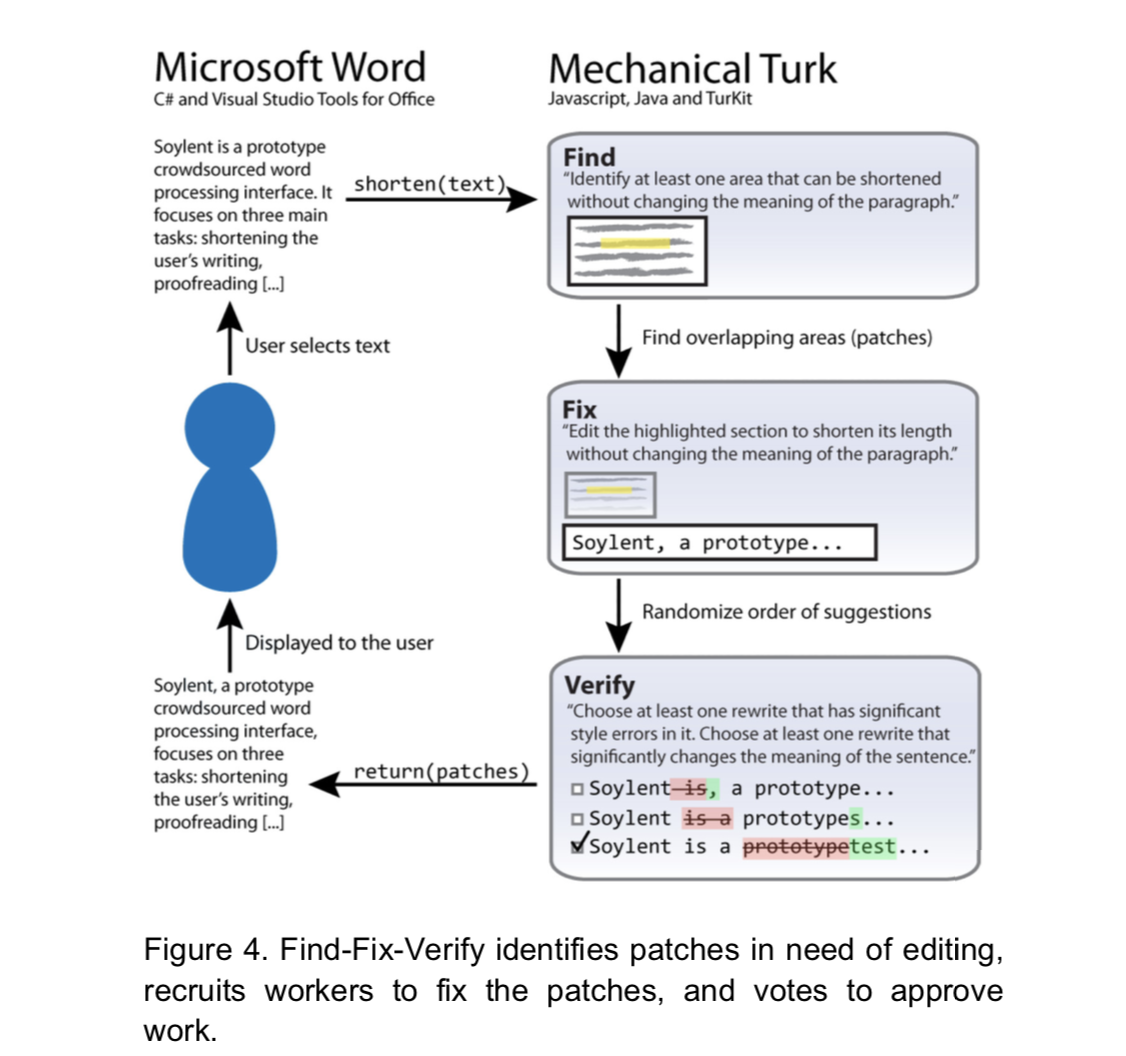 Microsoft Word
C# and Visual Studio Tools for Office
Soylent is a prototype
crowdsourced word
processing interface. It
focuses on three main
tasks: shortening the
user's writing,
proofreading [...]
shorten(text)
User selects text
Displayed to the user
Soylent, a prototype
crowdsourced word
processing interface,
focuses on three
tasks: shortening
the user's writing,
proofreading [...]
return(patches)
Mechanical Turk
Javascript, Java and TurKit
Find
“Identify at least one area that can be shortened
without changing the meaning of the paragraph.”
Find overlapping areas (patches)
Fix
“Edit the highlighted section to shorten its length
without changing the meaning of the paragraph.”
Soylent, a prototype...
Randomize order of suggestions
Verify
“Choose at least one rewrite that has significant
style errors in it. Choose at least one rewrite that
significantly changes the meaning of the sentence.”
Soylent is, a prototype...
Soylent is a prototypes...
Soylent is a prototypetest...
Figure 4. Find-Fix-Verify identifies patches in need of editing,
recruits workers to fix the patches, and votes to approve
work.